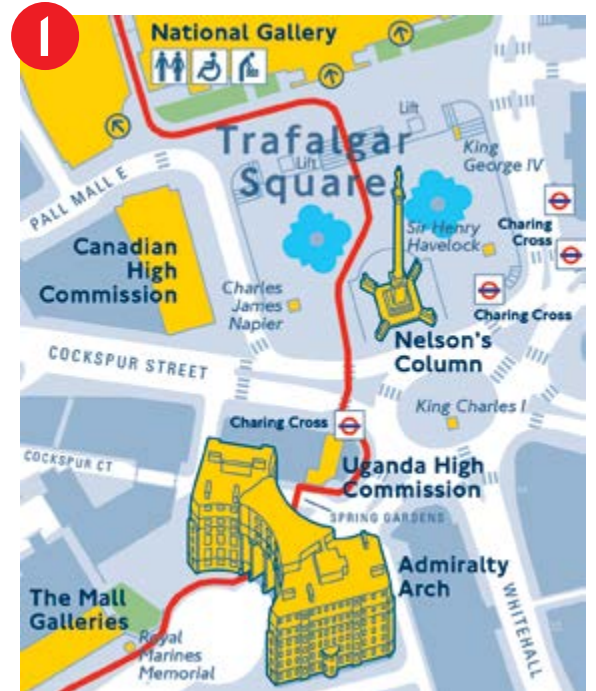 1
National Gallery
Lift
Trafalgar
Square
Lift
King
George IV
WHITEHALL
PALL MALL E
Charing
Cross
Sir Henry
Havelock
Canadian
High
Commission
Charles
James
Napier
Charing Cross
Nelson's
Column
COCKSPUR STREET
King Charles I
Charing Cross
COCKSPUR CT
Uganda High
Commission
SPRING GARDENS
Admiralty
Arch
The Mall
Galleries
Royal
Marines
Memorial
WHITEHALL